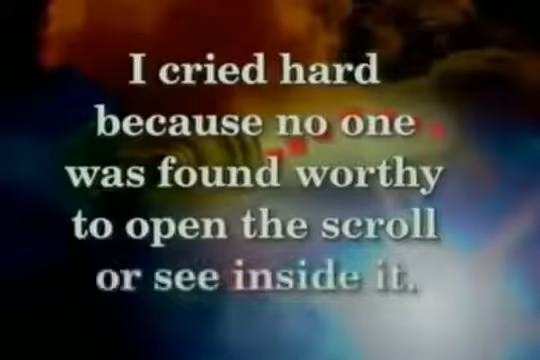 I cried hard
because no one
was found worthy
to open the scroll
or see inside it.